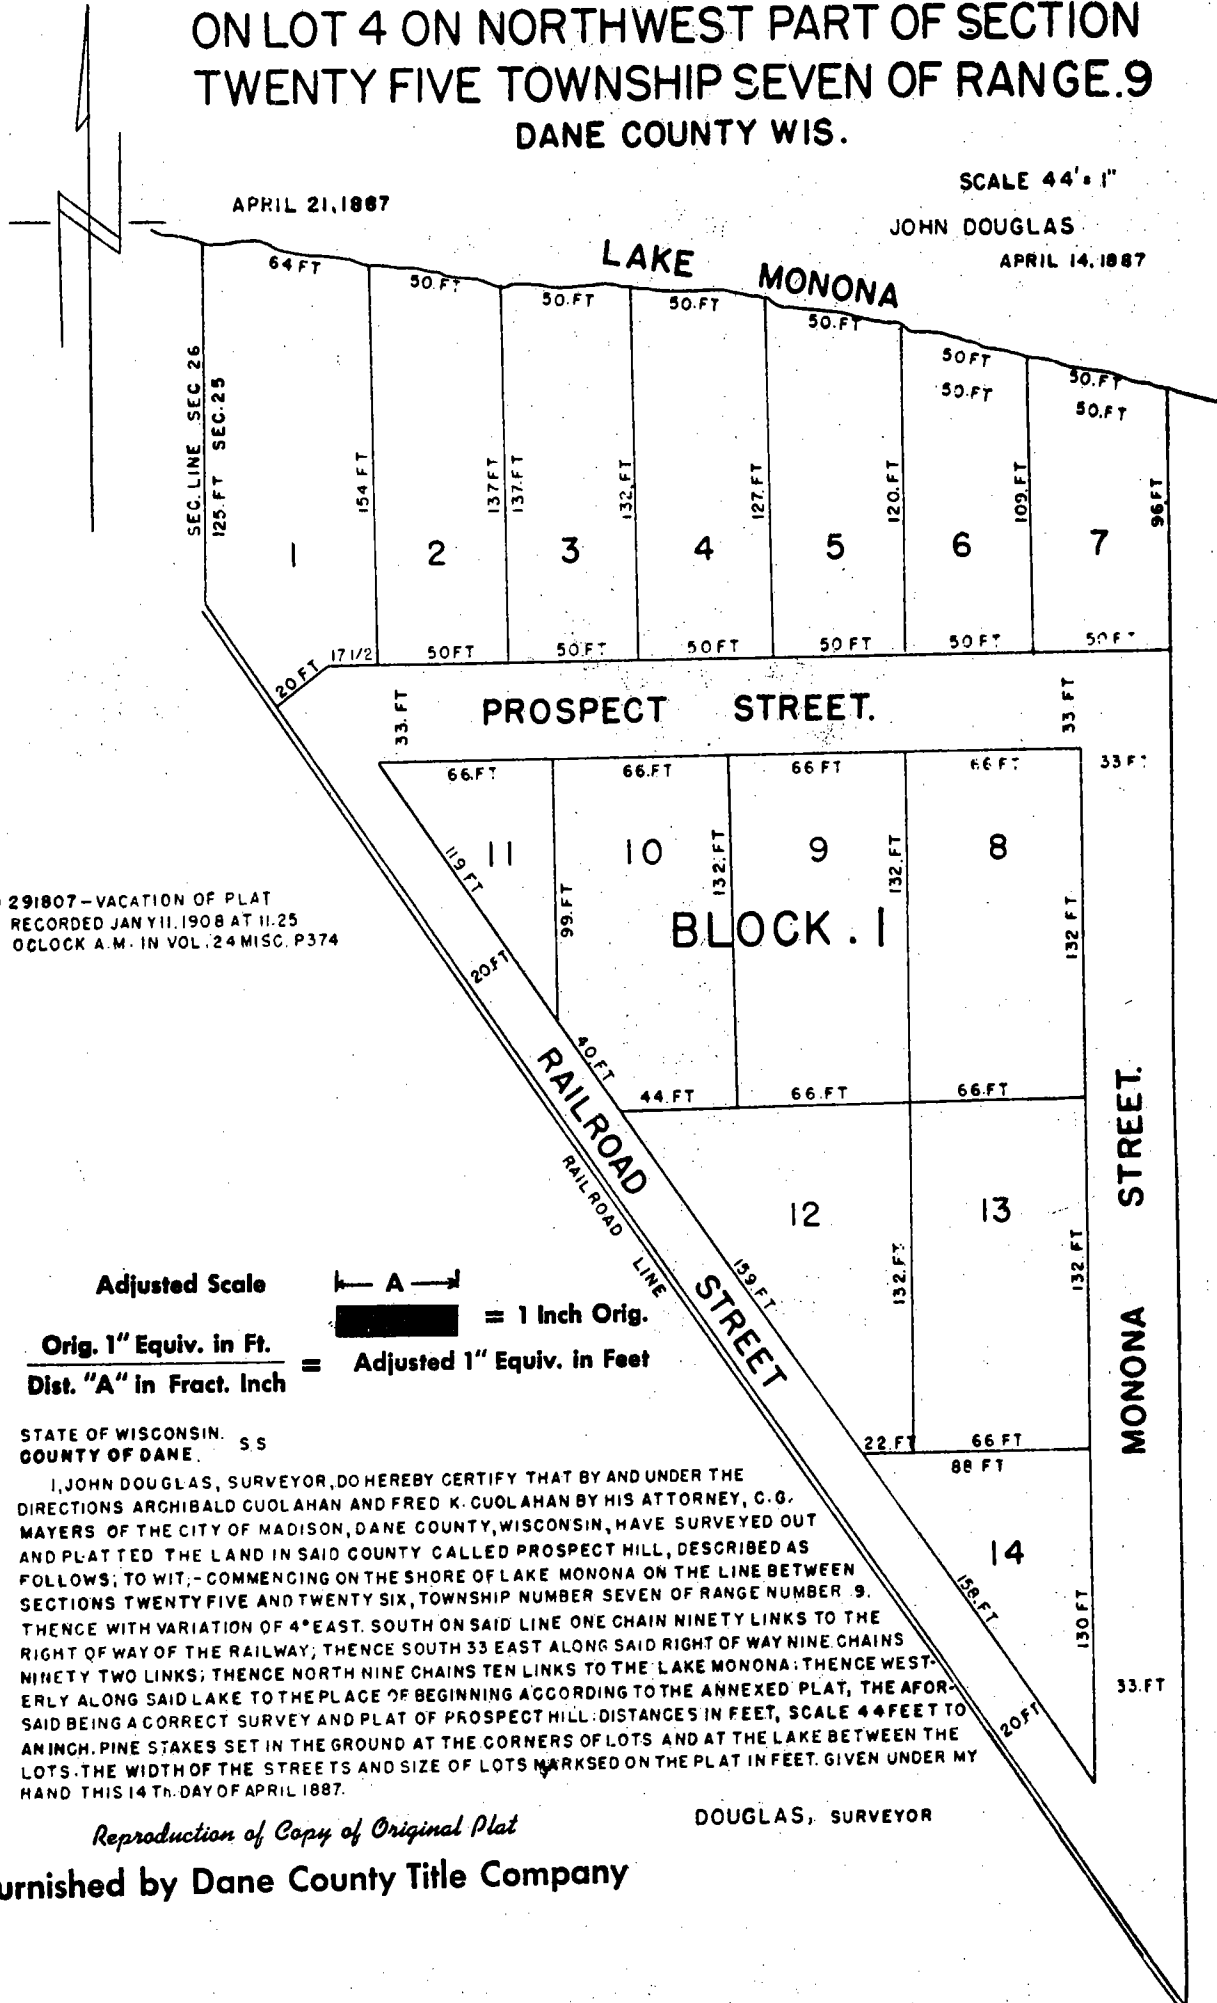 ON LOT 4 ON NORTHWEST PART OF SECTION
TWENTY FIVE TOWNSHIP SEVEN OF RANGE.9
DANE COUNTY WIS.
SCALE 44'= 1"
APRIL 21,1887
JOHN DOUGLAS
APRIL 14,1887
LAKE MONONA
64 FT
50.FT
50.FT
50.FT
50.FT
50 FT
50.FT
50.FT
50.FT
SEC. LINE SEC 26
125.FT SEC.25
154 FT
137 FT
137.FT
132.FT
127.FT
120.FT
109.FT
96.FT
1
2
3
4
5
6
7
20 FT
17 1/2
50 FT
50.FT
50 FT
50 FT
50 FT
50 FT
33. FT
PROSPECT STREET.
33 FT
66.FT
66.FT
66 FT
66 FT
33 FT
119 FT
11
10
9
8
99.FT
132.FT
132.FT
132 FT
BLOCK . 1
291807-VACATION OF PLAT
RECORDED JANY 11.1908 AT 11.25
OCLOCK A.M. IN VOL.24 MISC. P374
20.FT
40.FT
44.FT
66.FT
66.FT
RAILROAD STREET
RAILROAD LINE
12
13
159.FT
132.FT
132.FT
MONONA STREET.
22.FT
66 FT
88 FT
14
158.FT
130 FT
33.FT
20FT
Adjusted Scale
A
= 1 Inch Orig.
Orig. 1" Equiv. in Ft.
Dist. "A" in Fract. Inch
= Adjusted 1" Equiv. in Feet
STATE OF WISCONSIN.
COUNTY OF DANE. SS
I, JOHN DOUGLAS, SURVEYOR, DO HEREBY CERTIFY THAT BY AND UNDER THE
DIRECTIONS ARCHIBALD CUOLAHAN AND FRED K. CUOLAHAN BY HIS ATTORNEY, C.G.
MAYERS OF THE CITY OF MADISON, DANE COUNTY, WISCONSIN, HAVE SURVEYED OUT
AND PLATTED THE LAND IN SAID COUNTY CALLED PROSPECT HILL, DESCRIBED AS
FOLLOWS; TO WIT;- COMMENCING ON THE SHORE OF LAKE MONONA ON THE LINE BETWEEN
SECTIONS TWENTY FIVE AND TWENTY SIX, TOWNSHIP NUMBER SEVEN OF RANGE NUMBER 9.
THENCE WITH VARIATION OF 4° EAST. SOUTH ON SAID LINE ONE CHAIN NINETY LINKS TO THE
RIGHT OF WAY OF THE RAILWAY; THENCE SOUTH 33 EAST ALONG SAID RIGHT OF WAY NINE CHAINS
NINETY TWO LINKS; THENCE NORTH NINE CHAINS TEN LINKS TO THE LAKE MONONA; THENCE WEST-
ERLY ALONG SAID LAKE TO THE PLACE OF BEGINNING ACCORDING TO THE ANNEXED PLAT, THE AFOR-
SAID BEING A CORRECT SURVEY AND PLAT OF PROSPECT HILL. DISTANCES IN FEET, SCALE 44 FEET TO
AN INCH. PINE STAKES SET IN THE GROUND AT THE CORNERS OF LOTS AND AT THE LAKE BETWEEN THE
LOTS. THE WIDTH OF THE STREETS AND SIZE OF LOTS MARKSED ON THE PLAT IN FEET. GIVEN UNDER MY
HAND THIS 14 Th. DAY OF APRIL 1887.
DOUGLAS, SURVEYOR
Reproduction of Copy of Original Plat
urnished by Dane County Title Company